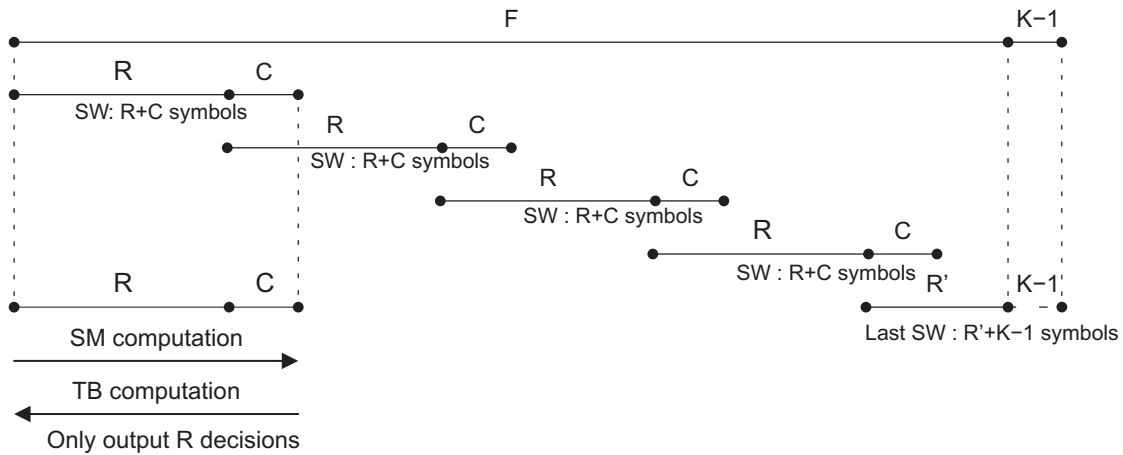 F K−1
R C
SW: R+C symbols
R C
SW : R+C symbols
R C
SW : R+C symbols
R C
SW : R+C symbols
R C R' K−1
Last SW : R'+K−1 symbols
SM computation
TB computation
Only output R decisions